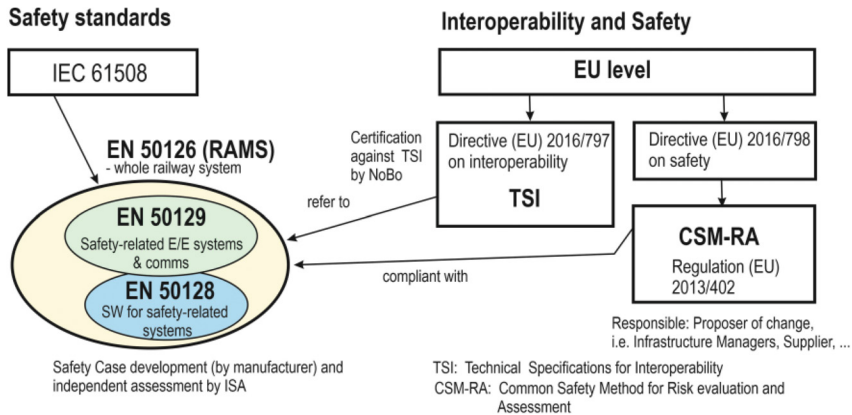 Safety standards
Interoperability and Safety
IEC 61508
EU level
EN 50126 (RAMS)
- whole railway system
EN 50129
Safety-related E/E systems
& comms
EN 50128
SW for safety-related
systems
Certification
against TSI
by NoBo
refer to
Directive (EU) 2016/797
on interoperability
TSI
Directive (EU) 2016/798
on safety
CSM-RA
Regulation (EU)
2013/402
compliant with
Responsible: Proposer of change,
i.e. Infrastructure Managers, Supplier, ...
Safety Case development (by manufacturer) and
independent assessment by ISA
TSI: Technical Specifications for Interoperability
CSM-RA: Common Safety Method for Risk evaluation and
Assessment